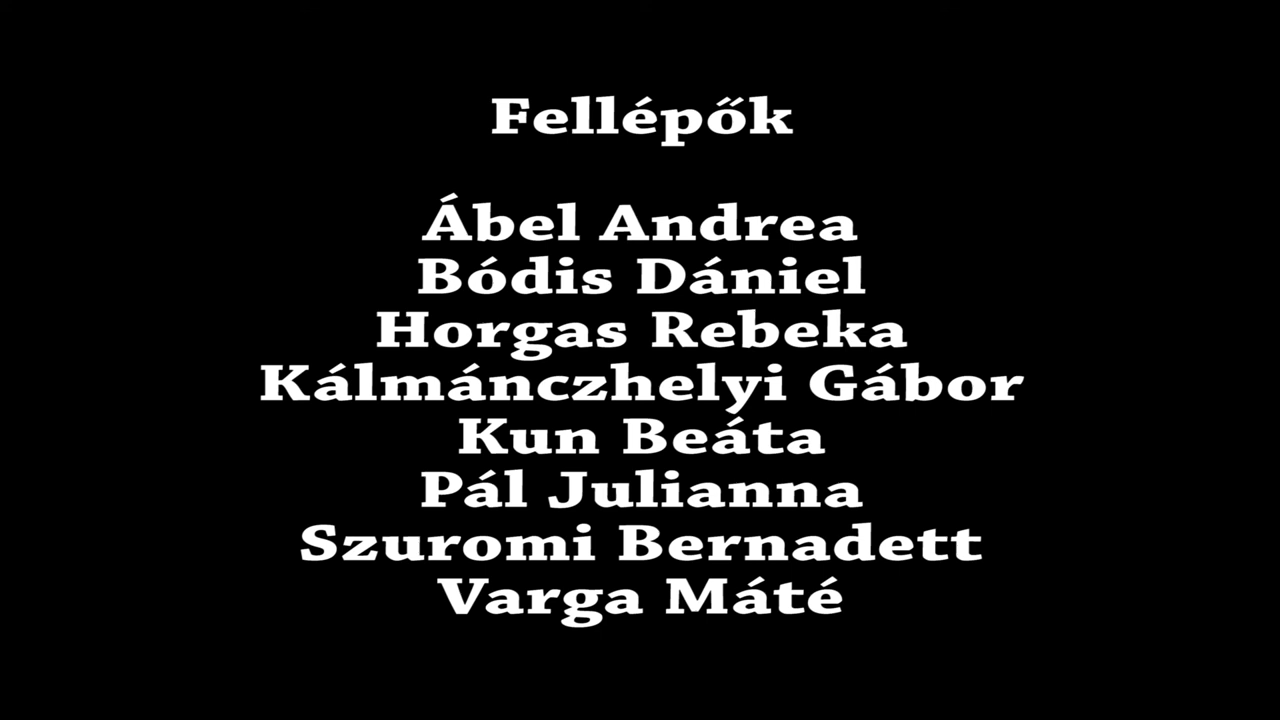 Fellépők
Ábel Andrea
Bódis Dániel
Horgas Rebeka
Kálmánczhelyi Gábor
Kun Beáta
Pál Julianna
Szuromi Bernadett
Varga Máté